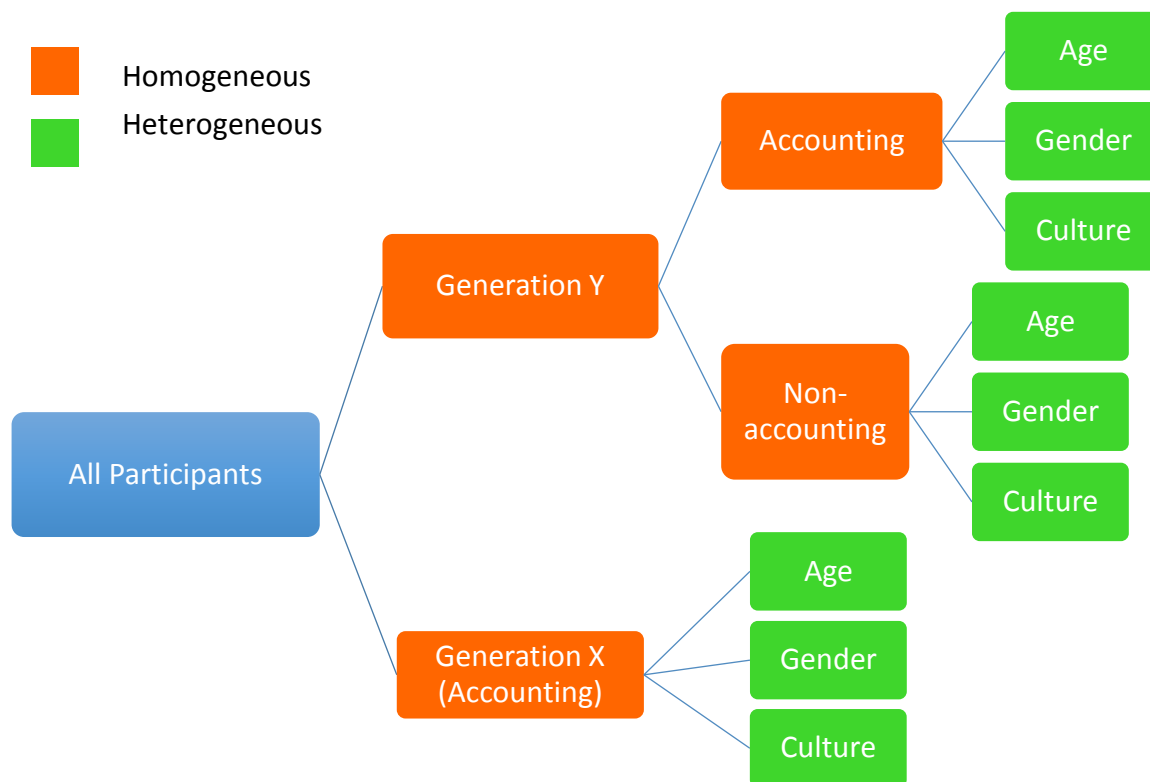 Homogeneous
Heterogeneous
All Participants
Generation Y
Accounting
Age
Gender
Culture
Non-
accounting
Age
Gender
Culture
Generation X
(Accounting)
Age
Gender
Culture